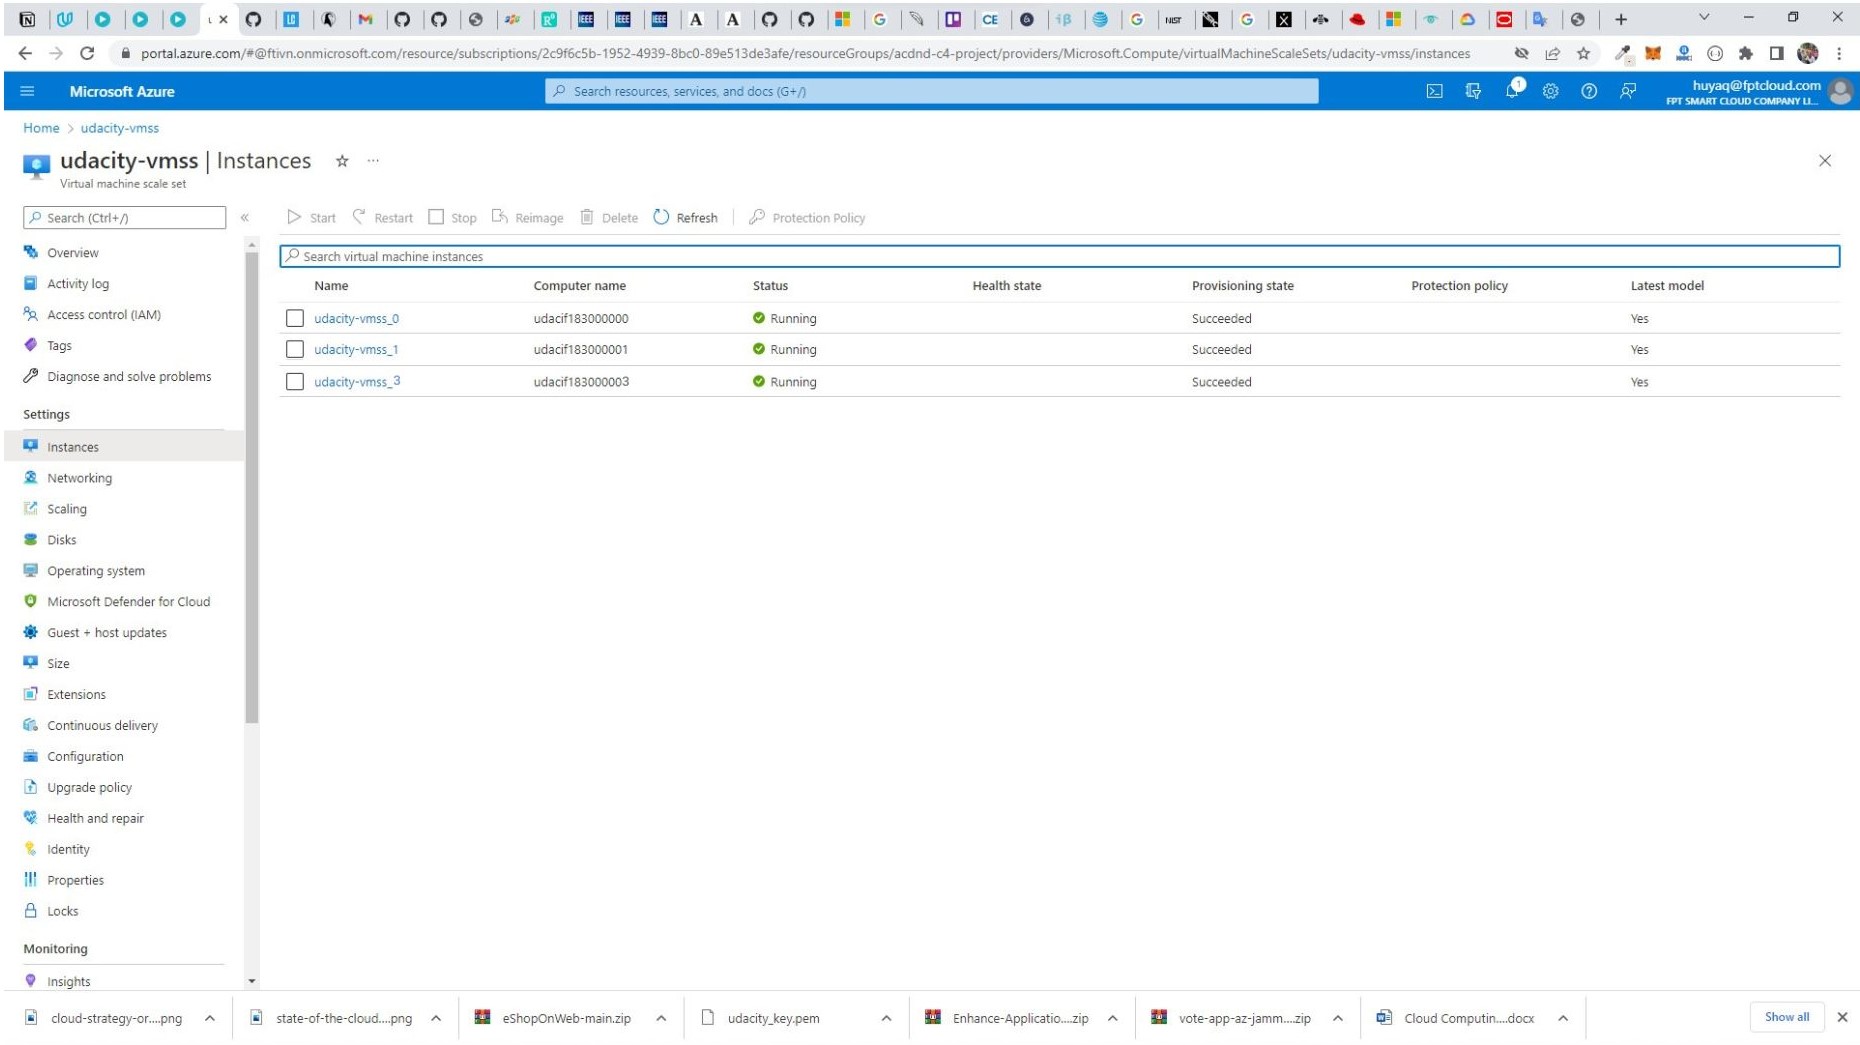 portal.azure.com/#@ftivn.onmicrosoft.com/resource/subscriptions/2c9f6c5b-1952-4939-8bc0-89e513de3afe/resourceGroups/acdnd-c4-project/providers/Microsoft.Compute/virtualMachineScaleSets/udacity-vmss/instances
Microsoft Azure
Search resources, services, and docs (G+/)
1
huyaq@fptcloud.com
FPT SMART CLOUD COMPANY LI...
Home > udacity-vmss
udacity-vmss | Instances
Virtual machine scale set
Search (Ctrl+/)
«
Start Restart Stop Reimage Delete Refresh Protection Policy
Search virtual machine instances
Name Computer name Status Health state Provisioning state Protection policy Latest model
udacity-vmss_0 udacif183000000 Running Succeeded Yes
udacity-vmss_1 udacif183000001 Running Succeeded Yes
udacity-vmss_3 udacif183000003 Running Succeeded Yes
Overview
Activity log
Access control (IAM)
Tags
Diagnose and solve problems
Settings
Instances
Networking
Scaling
Disks
Operating system
Microsoft Defender for Cloud
Guest + host updates
Size
Extensions
Continuous delivery
Configuration
Upgrade policy
Health and repair
Identity
Properties
Locks
Monitoring
Insights
cloud-strategy-or....png state-of-the-cloud....png eShopOnWeb-main.zip udacity_key.pem Enhance-Applicatio....zip vote-app-az-jamm....zip Cloud Computin....docx Show all